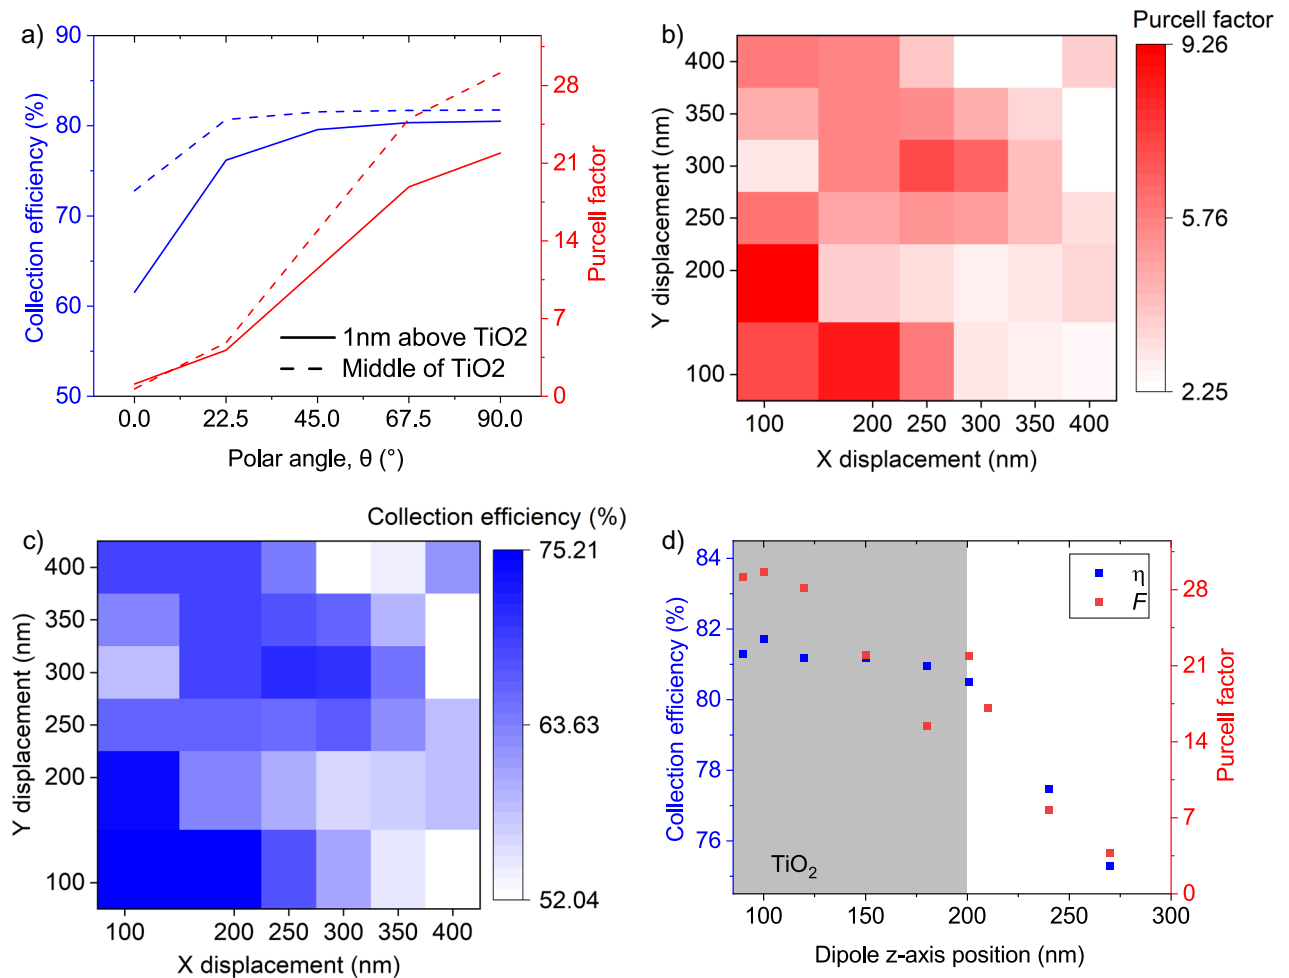 a)
90
80
70
60
50
Collection efficiency (%)
28
21
14
7
0
Purcell factor
1nm above TiO2
Middle of TiO2
0.0 22.5 45.0 67.5 90.0
Polar angle, θ (°)
b)
Purcell factor
9.26
5.76
2.25
400
350
300
250
200
100
Y displacement (nm)
100 200 250 300 350 400
X displacement (nm)
c)
Collection efficiency (%)
75.21
63.63
52.04
400
350
300
250
200
100
Y displacement (nm)
100 200 250 300 350 400
X displacement (nm)
d)
84
82
80
78
76
Collection efficiency (%)
η
F
28
21
14
7
0
Purcell factor
TiO₂
100 150 200 250 300
Dipole z-axis position (nm)